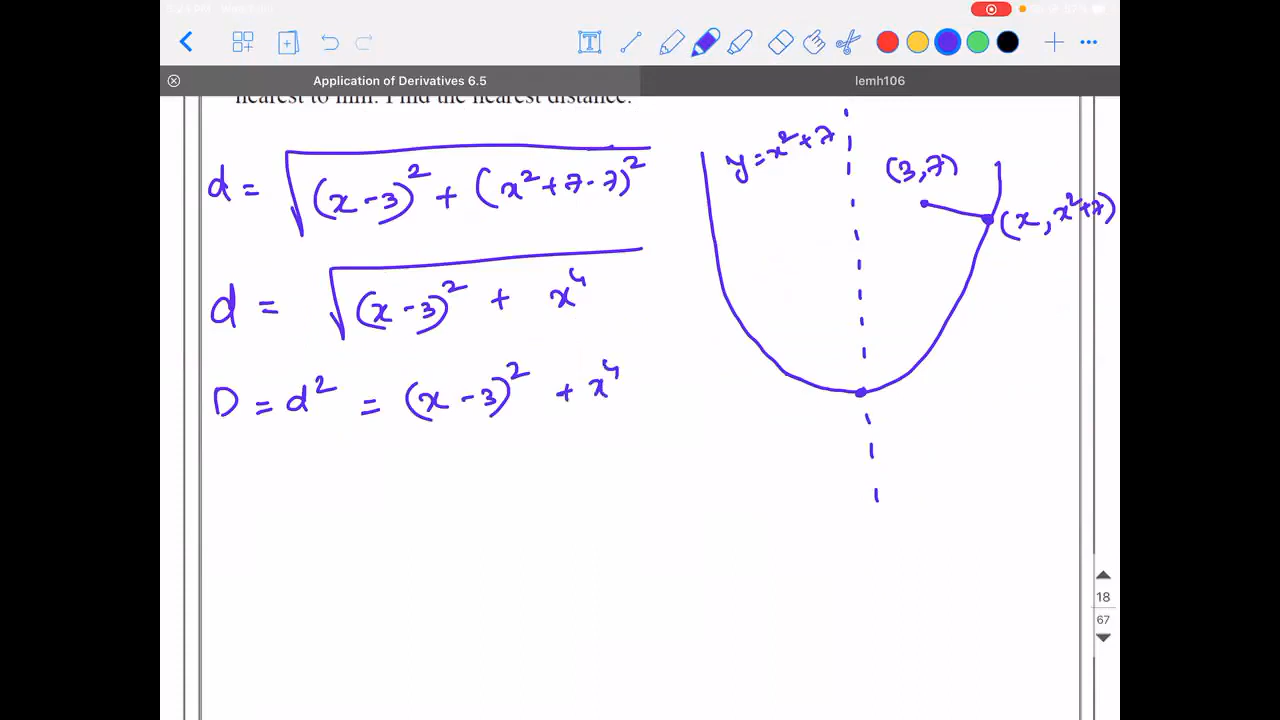 Application of Derivatives 6.5
lemh106
nearest to him. Find the nearest distance.
d = √((x-3)² + (x²+7-7)²)
d = √((x-3)² + x⁴)
D = d² = (x-3)² + x⁴
y=x²+7
(3,7)
(x, x²+7)
18
67